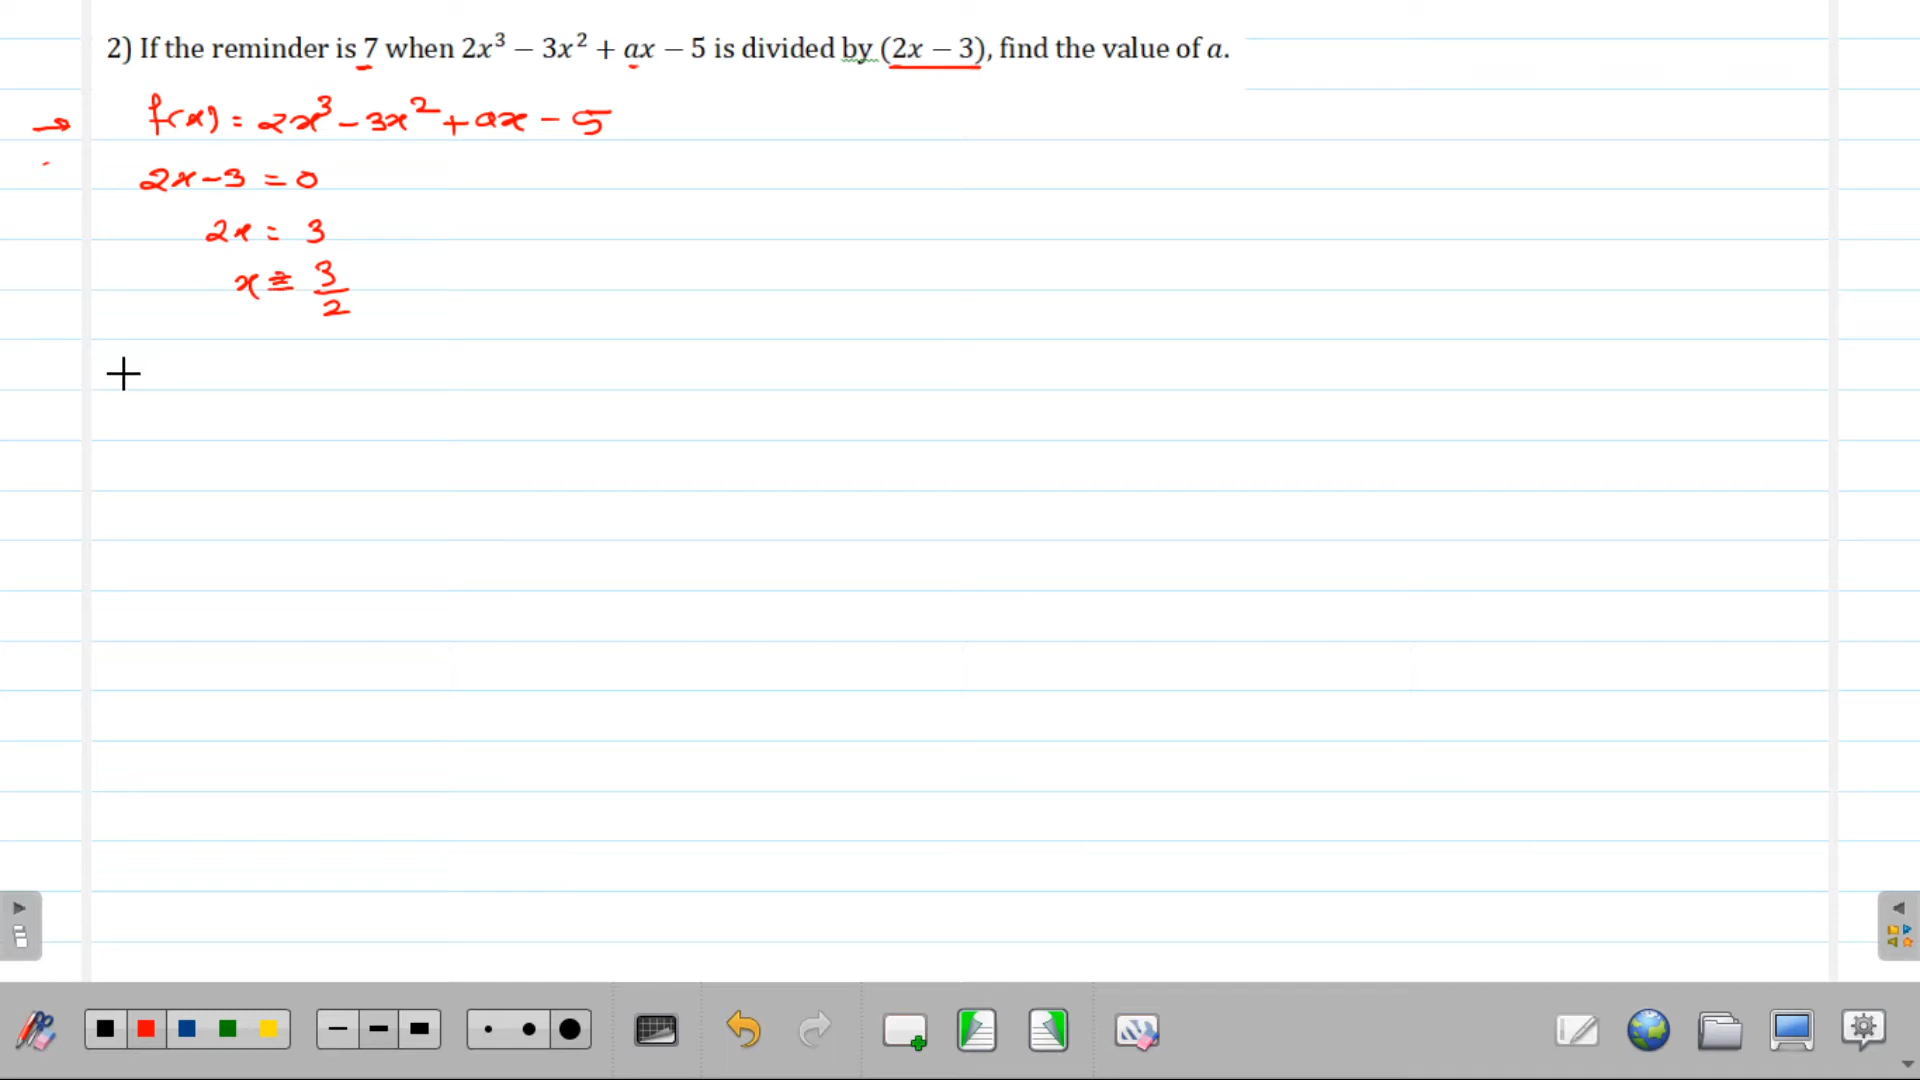 2) If the reminder is 7 when 2x³ − 3x² + ax − 5 is divided by (2x − 3), find the value of a.
f(x) = 2x³ − 3x² + ax − 5
2x − 3 = 0
2x = 3
x = 3/2